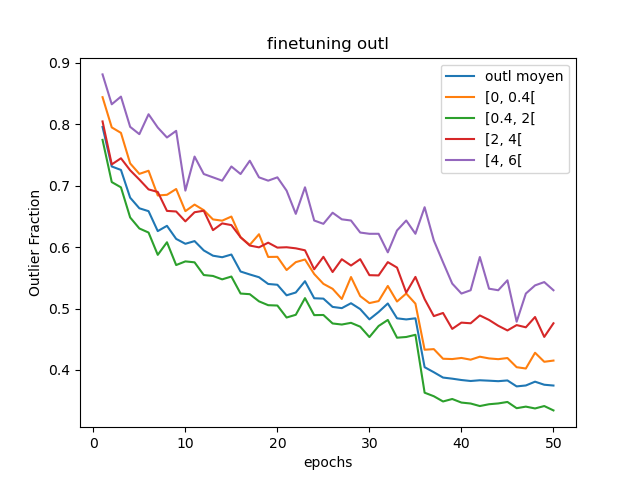 finetuning outl
Outlier Fraction
0.9
0.8
0.7
0.6
0.5
0.4
outl moyen
[0, 0.4[
[0.4, 2[
[2, 4[
[4, 6[
0 10 20 30 40 50
epochs